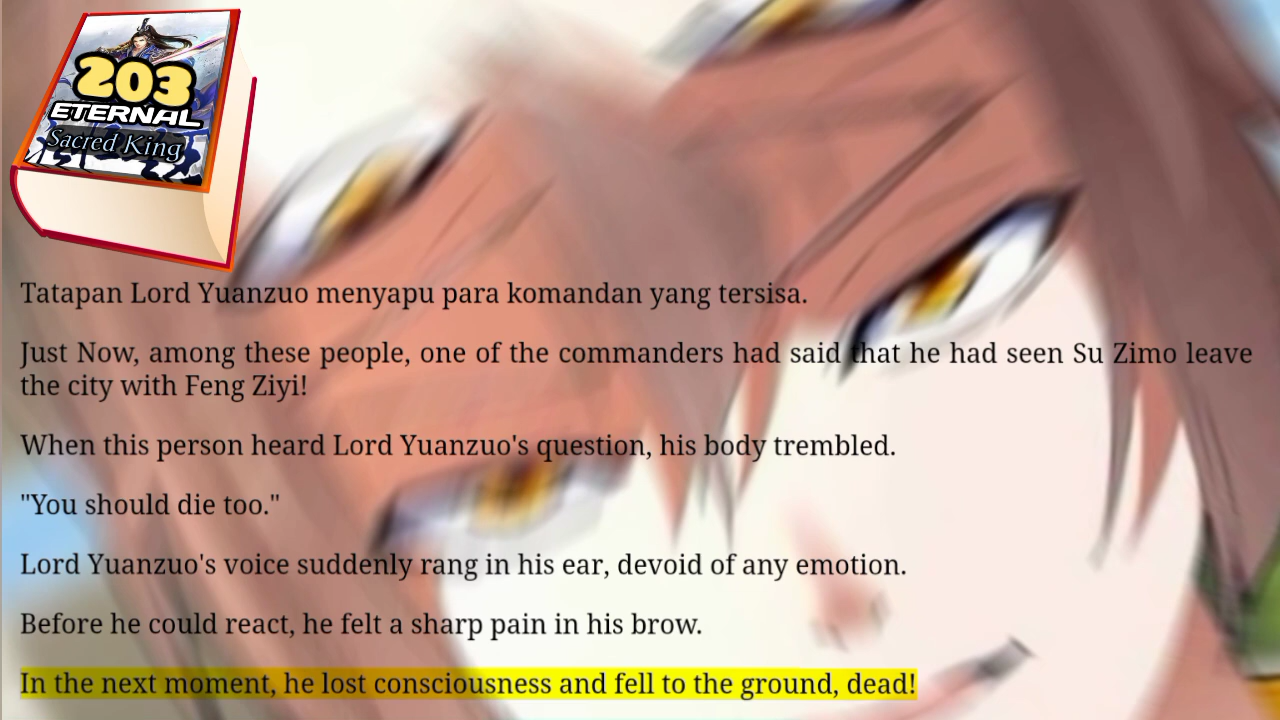 203
ETERNAL
Sacred King
Tatapan Lord Yuanzuo menyapu para komandan yang tersisa.
Just Now, among these people, one of the commanders had said that he had seen Su Zimo leave
the city with Feng Ziyi!
When this person heard Lord Yuanzuo's question, his body trembled.
"You should die too."
Lord Yuanzuo's voice suddenly rang in his ear, devoid of any emotion.
Before he could react, he felt a sharp pain in his brow.
In the next moment, he lost consciousness and fell to the ground, dead!